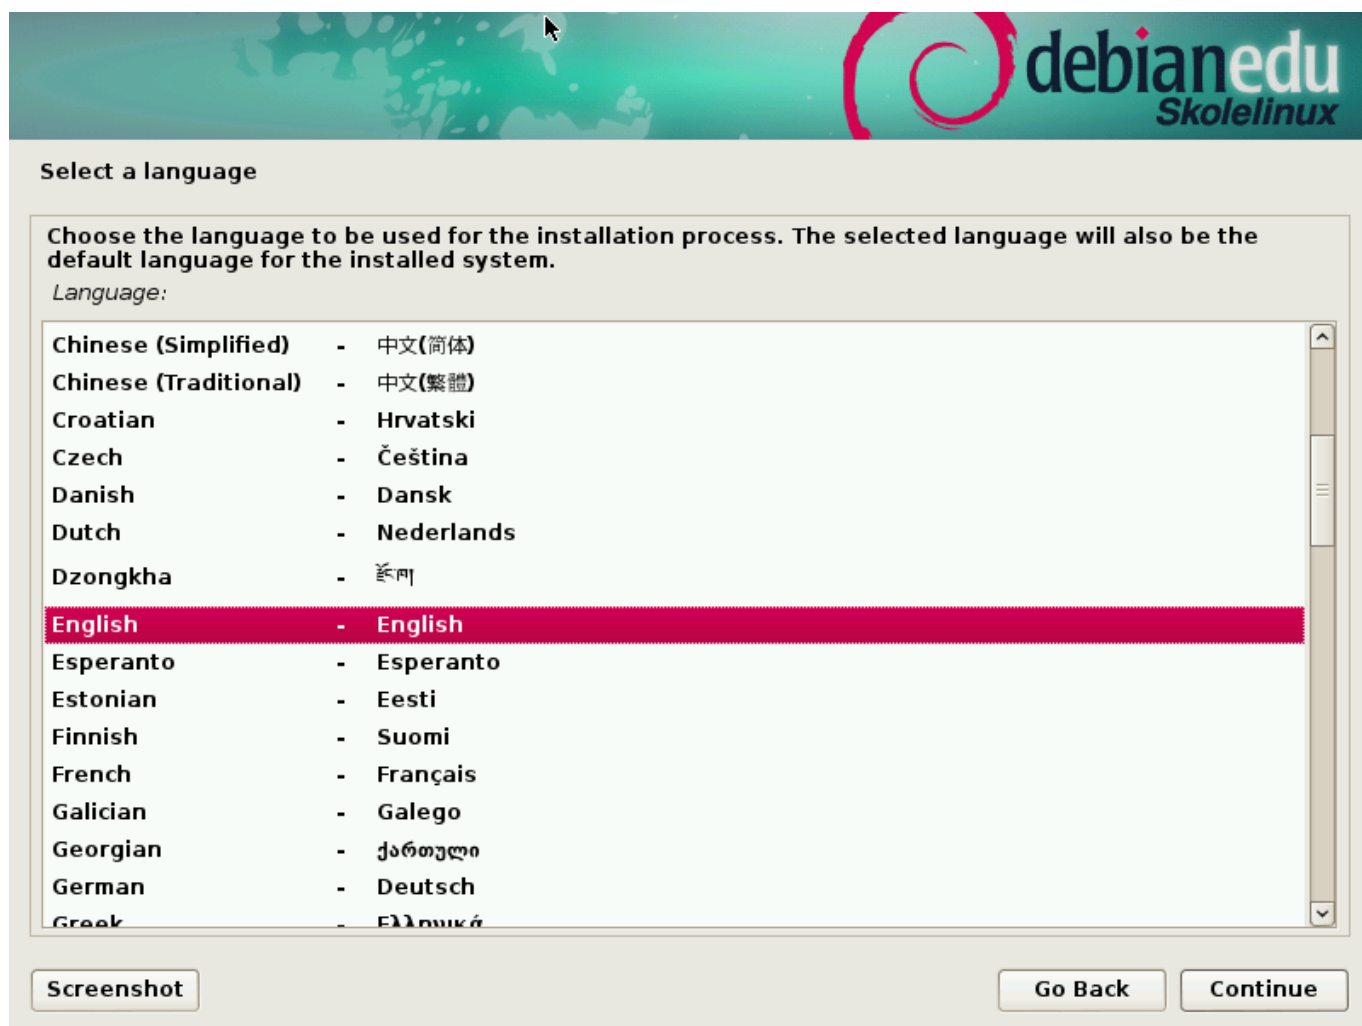 debianedu
Skolelinux
Select a language
Choose the language to be used for the installation process. The selected language will also be the
default language for the installed system.
Language:
Chinese (Simplified) - 中文(简体)
Chinese (Traditional) - 中文(繁體)
Croatian - Hrvatski
Czech - Čeština
Danish - Dansk
Dutch - Nederlands
Dzongkha - རྫོང་ཁ།
English - English
Esperanto - Esperanto
Estonian - Eesti
Finnish - Suomi
French - Français
Galician - Galego
Georgian - ქართული
German - Deutsch
Greek - Ελληνικά
Screenshot Go Back Continue